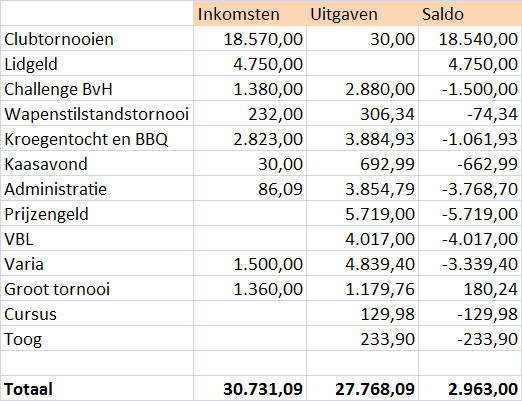 Inkomsten Uitgaven Saldo
Clubtornooien 18.570,00 30,00 18.540,00
Lidgeld 4.750,00 4.750,00
Challenge BvH 1.380,00 2.880,00 -1.500,00
Wapenstilstandstornooi 232,00 306,34 -74,34
Kroegentocht en BBQ 2.823,00 3.884,93 -1.061,93
Kaasavond 30,00 692,99 -662,99
Administratie 86,09 3.854,79 -3.768,70
Prijzengeld 5.719,00 -5.719,00
VBL 4.017,00 -4.017,00
Varia 1.500,00 4.839,40 -3.339,40
Groot tornooi 1.360,00 1.179,76 180,24
Cursus 129,98 -129,98
Toog 233,90 -233,90
Totaal 30.731,09 27.768,09 2.963,00